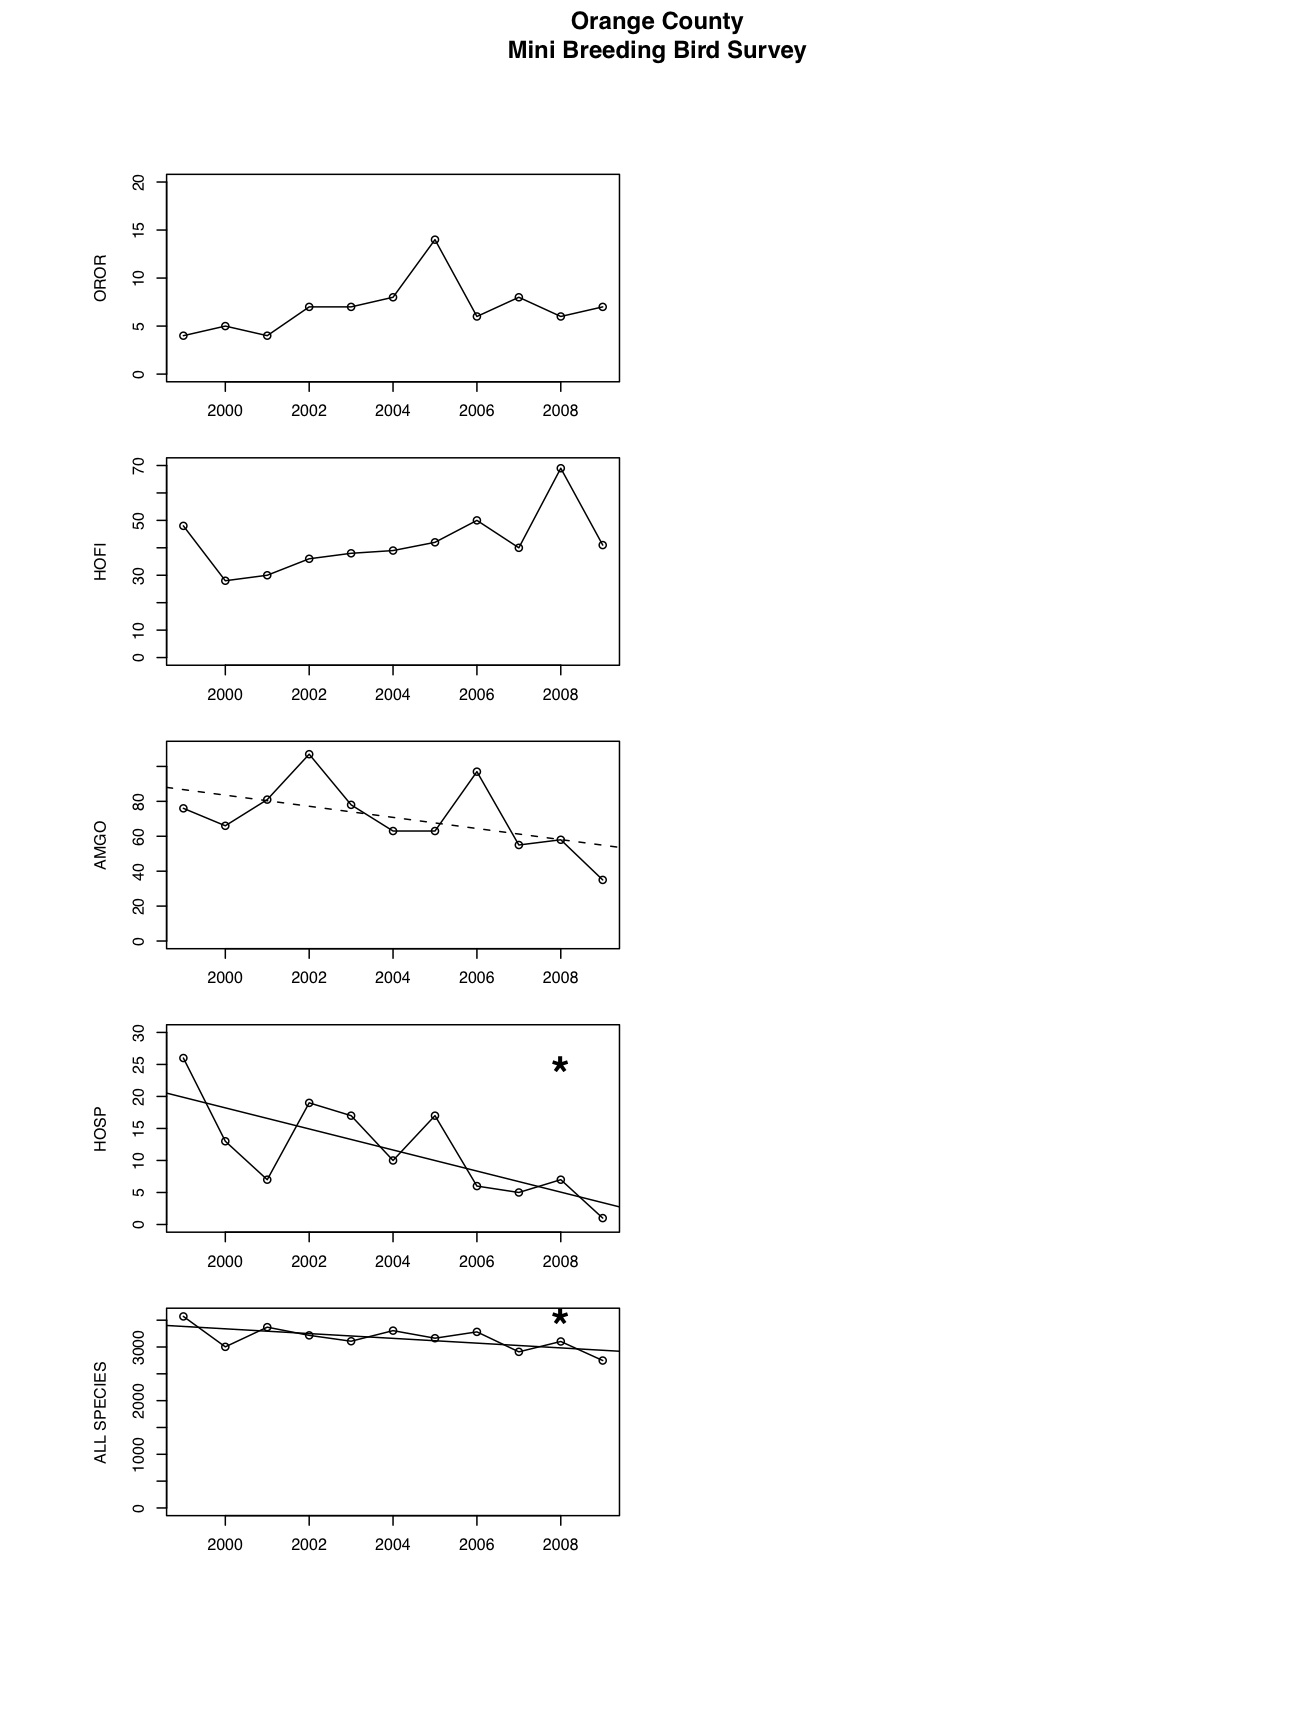 Orange County
Mini Breeding Bird Survey
OROR
0 5 10 15 20
2000 2002 2004 2006 2008
HOFI
0 10 30 50 70
2000 2002 2004 2006 2008
AMGO
0 20 40 60 80
2000 2002 2004 2006 2008
HOSP
0 5 10 15 20 25 30
*
2000 2002 2004 2006 2008
ALL SPECIES
0 1000 2000 3000
*
2000 2002 2004 2006 2008